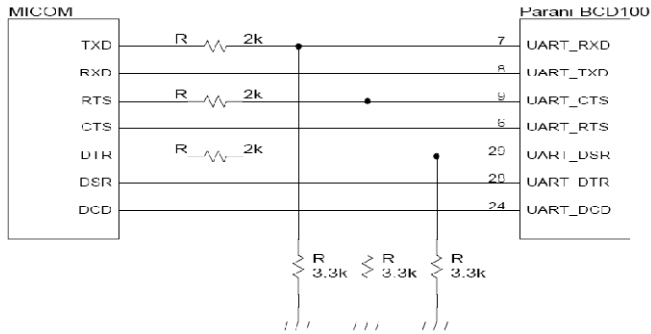 MICOM Parani BCD100
TXD R 2k 7 UART_RXD
RXD 8 UART_TXD
RTS R 2k 9 UART_CTS
CTS 6 UART_RTS
DTR R 2k 29 UART_DSR
DSR 28 UART_DTR
DCD 24 UART_DCD
R R R
3.3k 3.3k 3.3k